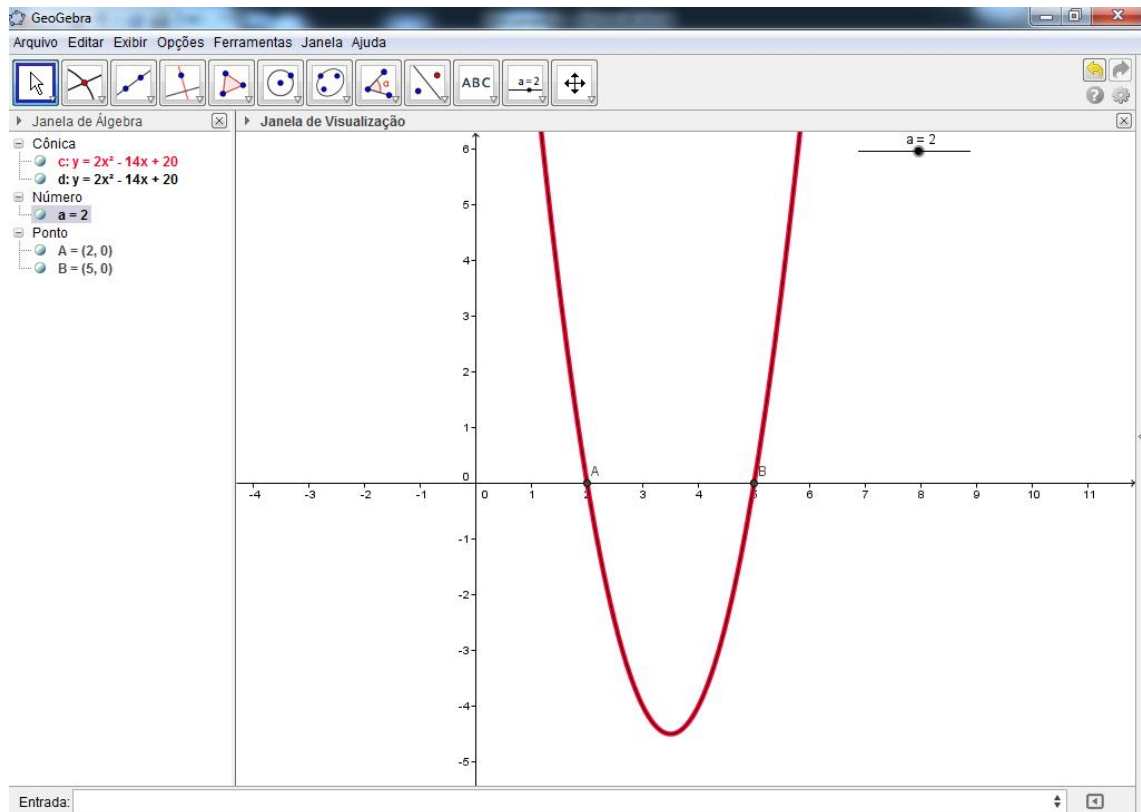 GeoGebra
Arquivo Editar Exibir Opções Ferramentas Janela Ajuda
ABC
a=2
Janela de Álgebra
Janela de Visualização
Cônica
c: y = 2x² - 14x + 20
d: y = 2x² - 14x + 20
Número
a = 2
Ponto
A = (2, 0)
B = (5, 0)
a = 2
6
5
4
3
2
1
0
A
B
-4 -3 -2 -1 0 1 2 3 4 5 6 7 8 9 10 11
-1
-2
-3
-4
-5
Entrada: